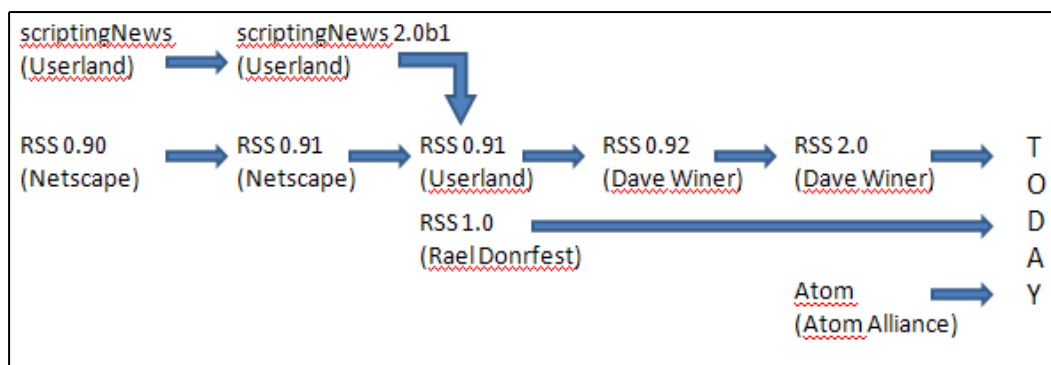 scriptingNews
(Userland)
scriptingNews 2.0b1
(Userland)
RSS 0.90
(Netscape)
RSS 0.91
(Netscape)
RSS 0.91
(Userland)
RSS 0.92
(Dave Winer)
RSS 2.0
(Dave Winer)
RSS 1.0
(Rael Donrfest)
Atom
(Atom Alliance)
T
O
D
A
Y